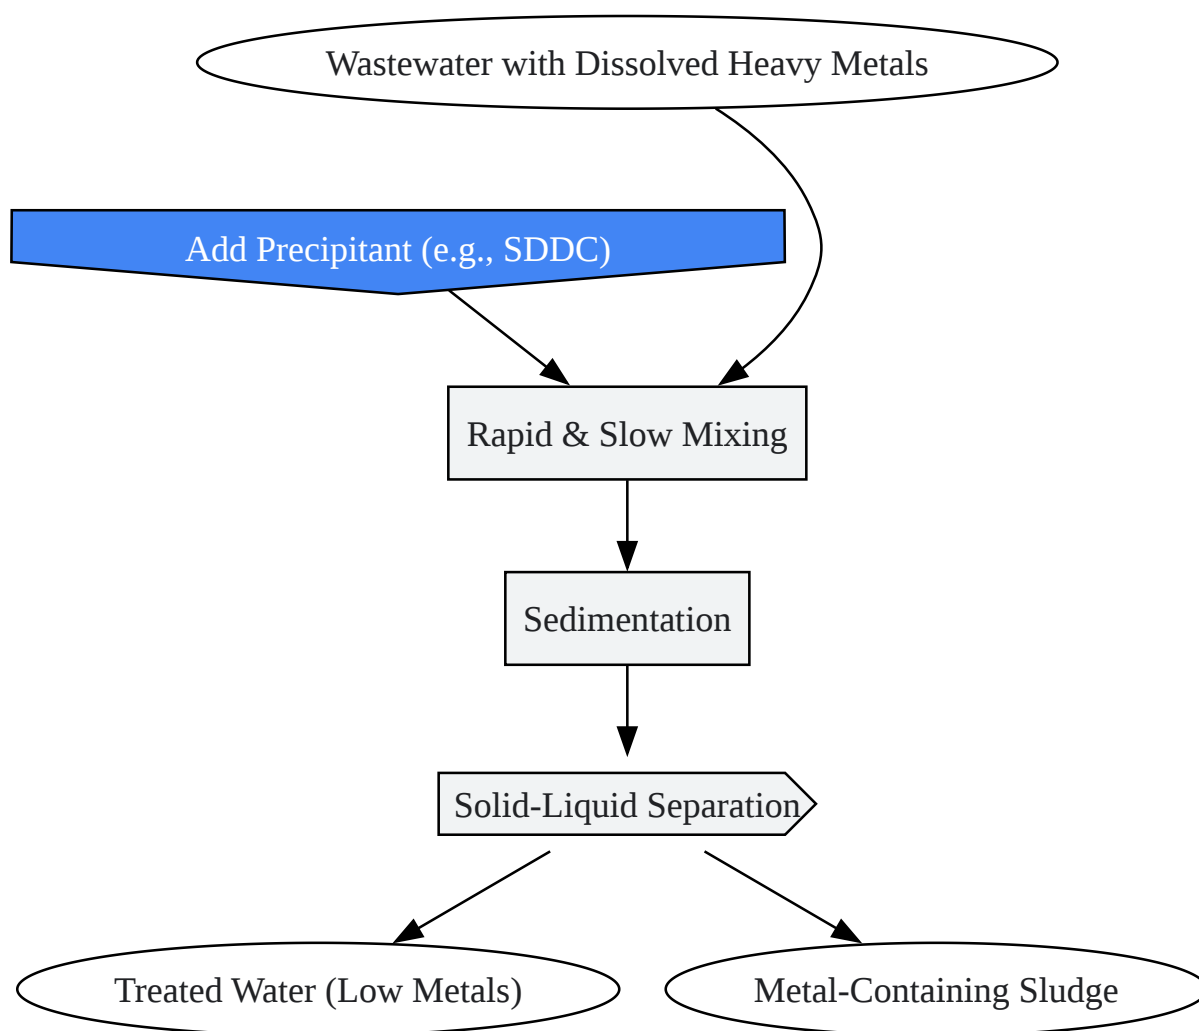 Wastewater with Dissolved Heavy Metals
Add Precipitant (e.g., SDDC)
Rapid & Slow Mixing
Sedimentation
Solid-Liquid Separation
Treated Water (Low Metals)
Metal-Containing Sludge